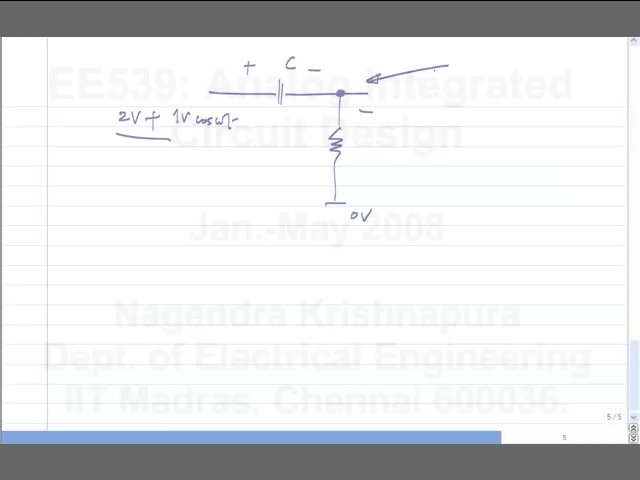 EE539: Analog Integrated
Circuit Design
+ C −
2V + 1V cosωt
−
0V
Jan.-May 2008
Nagendra Krishnapura
Dept. of Electrical Engineering
IIT Madras, Chennai 600036.
5/5
5